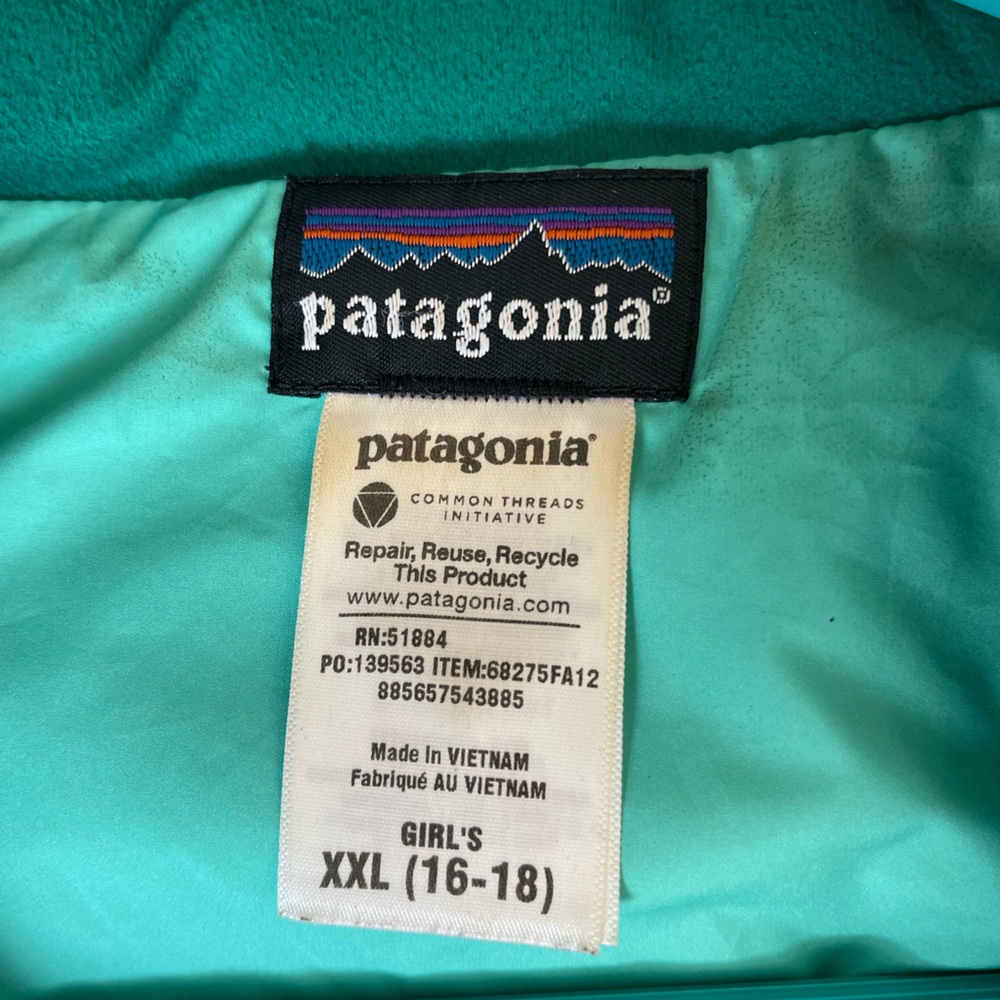 patagonia®
patagonia®
COMMON THREADS
INITIATIVE
Repair, Reuse, Recycle
This Product
www.patagonia.com
RN:51884
PO:139563 ITEM:68275FA12
885657543885
Made In VIETNAM
Fabriqué AU VIETNAM
GIRL'S
XXL (16-18)